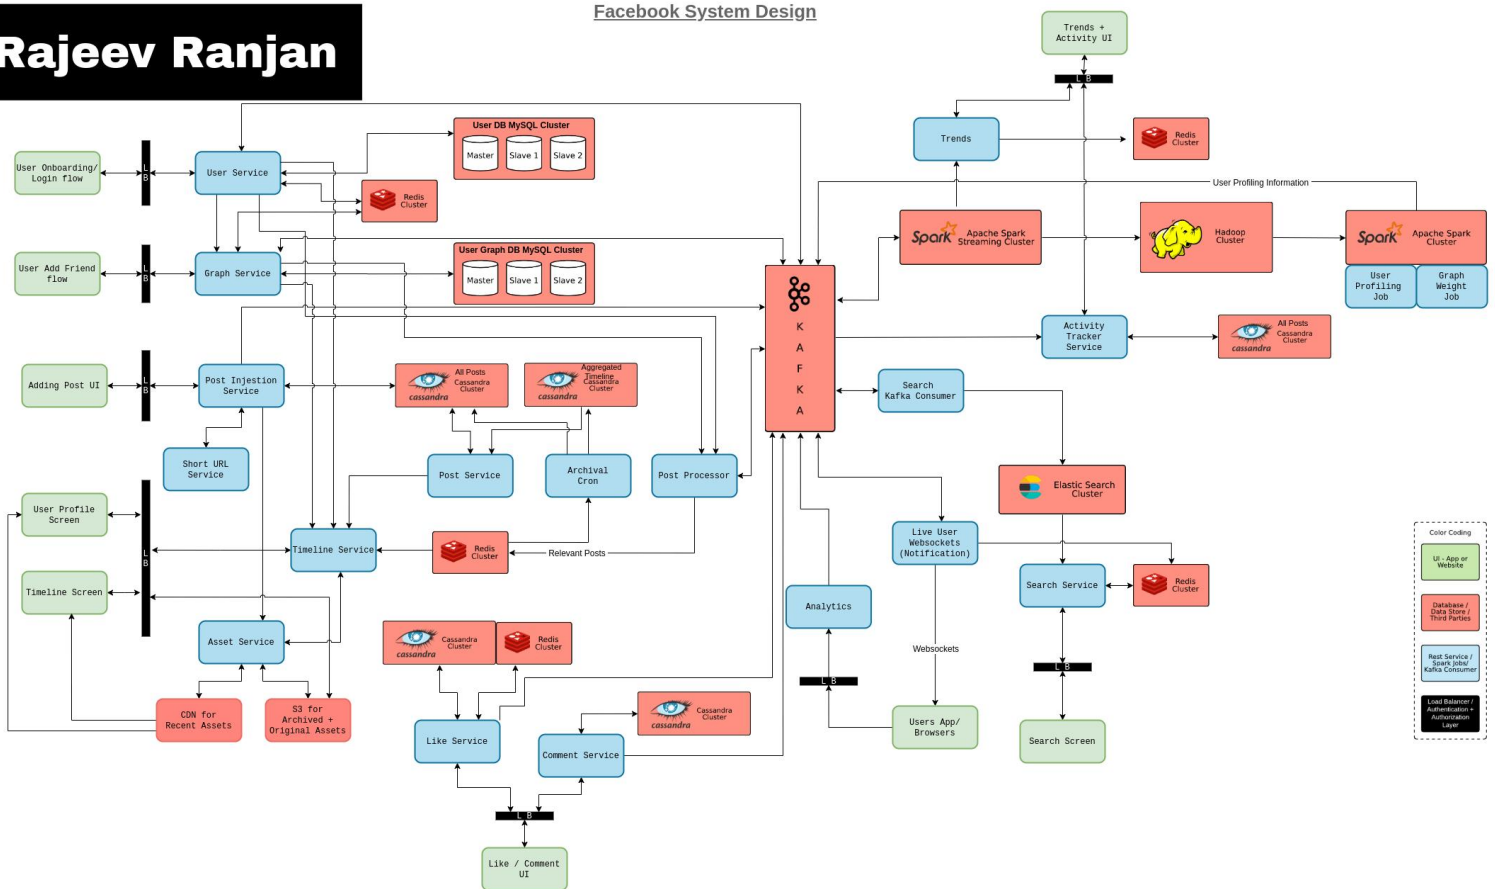 Facebook System Design
Rajeev Ranjan
Trends +
Activity UI
L B
Trends
Redis
Cluster
User Onboarding/
Login flow
L
B
User Service
User DB MySQL Cluster
Master
Slave 1
Slave 2
Redis
Cluster
User Profiling Information
Spark
Apache Spark
Streaming Cluster
Hadoop
Cluster
Spark
Apache Spark
Cluster
User
Profiling
Job
Graph
Weight
Job
User Add Friend
flow
L
B
Graph Service
User Graph DB MySQL Cluster
Master
Slave 1
Slave 2
K
A
F
K
A
Activity
Tracker
Service
cassandra
All Posts
Cassandra
Cluster
Adding Post UI
L
B
Post Injestion
Service
cassandra
All Posts
Cassandra
Cluster
cassandra
Aggregated
Timeline
Cassandra
Cluster
Search
Kafka Consumer
Short URL
Service
Post Service
Archival
Cron
Post Processor
Elastic Search
Cluster
User Profile
Screen
L
B
Timeline Service
Redis
Cluster
Relevant Posts
Live User
Websockets
(Notification)
Timeline Screen
Search Service
Redis
Cluster
Analytics
Asset Service
cassandra
Cassandra
Cluster
Redis
Cluster
Websockets
L B
L B
CDN for
Recent Assets
S3 for
Archived +
Original Assets
cassandra
Cassandra
Cluster
Like Service
Comment Service
Users App/
Browsers
Search Screen
L B
Like / Comment
UI
Color Coding
UI - App or
Website
Database /
Data Store /
Third Parties
Rest Service /
Spark Jobs/
Kafka Consumer
Load Balancer /
Authentication +
Authorization
Layer